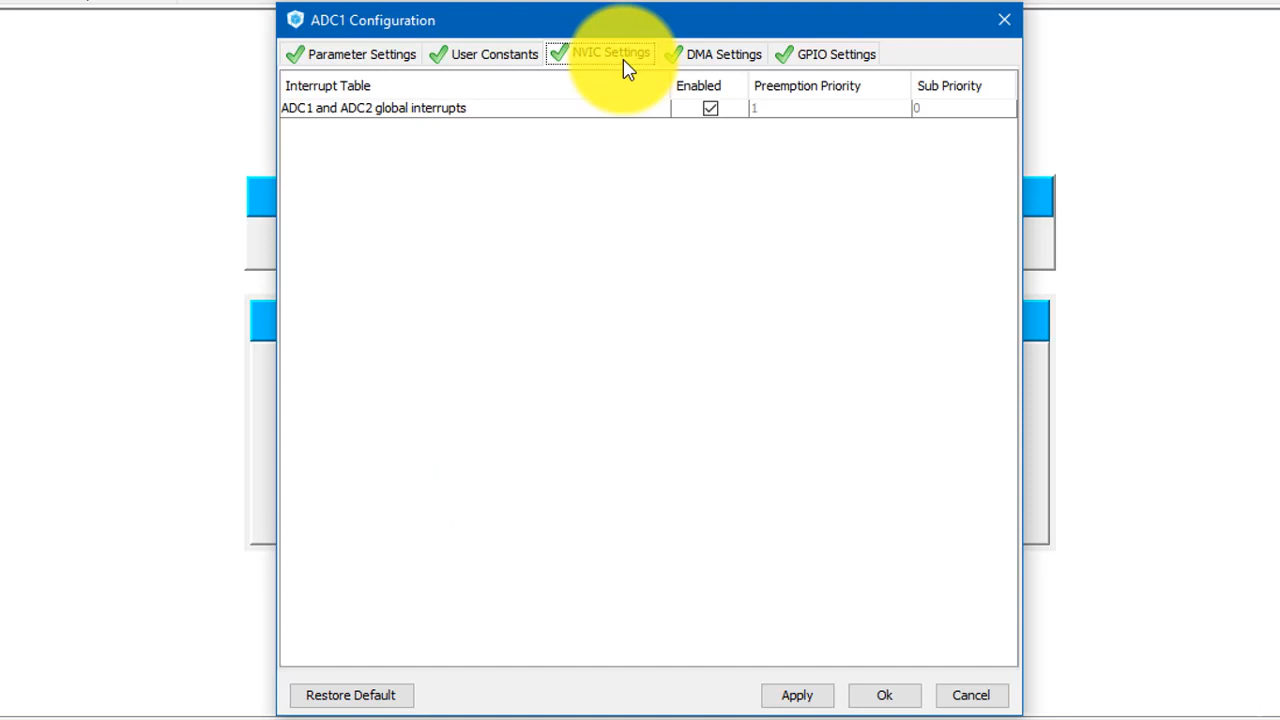 ADC1 Configuration
Parameter Settings User Constants NVIC Settings DMA Settings GPIO Settings
Interrupt Table Enabled Preemption Priority Sub Priority
ADC1 and ADC2 global interrupts 1 0
Restore Default Apply Ok Cancel